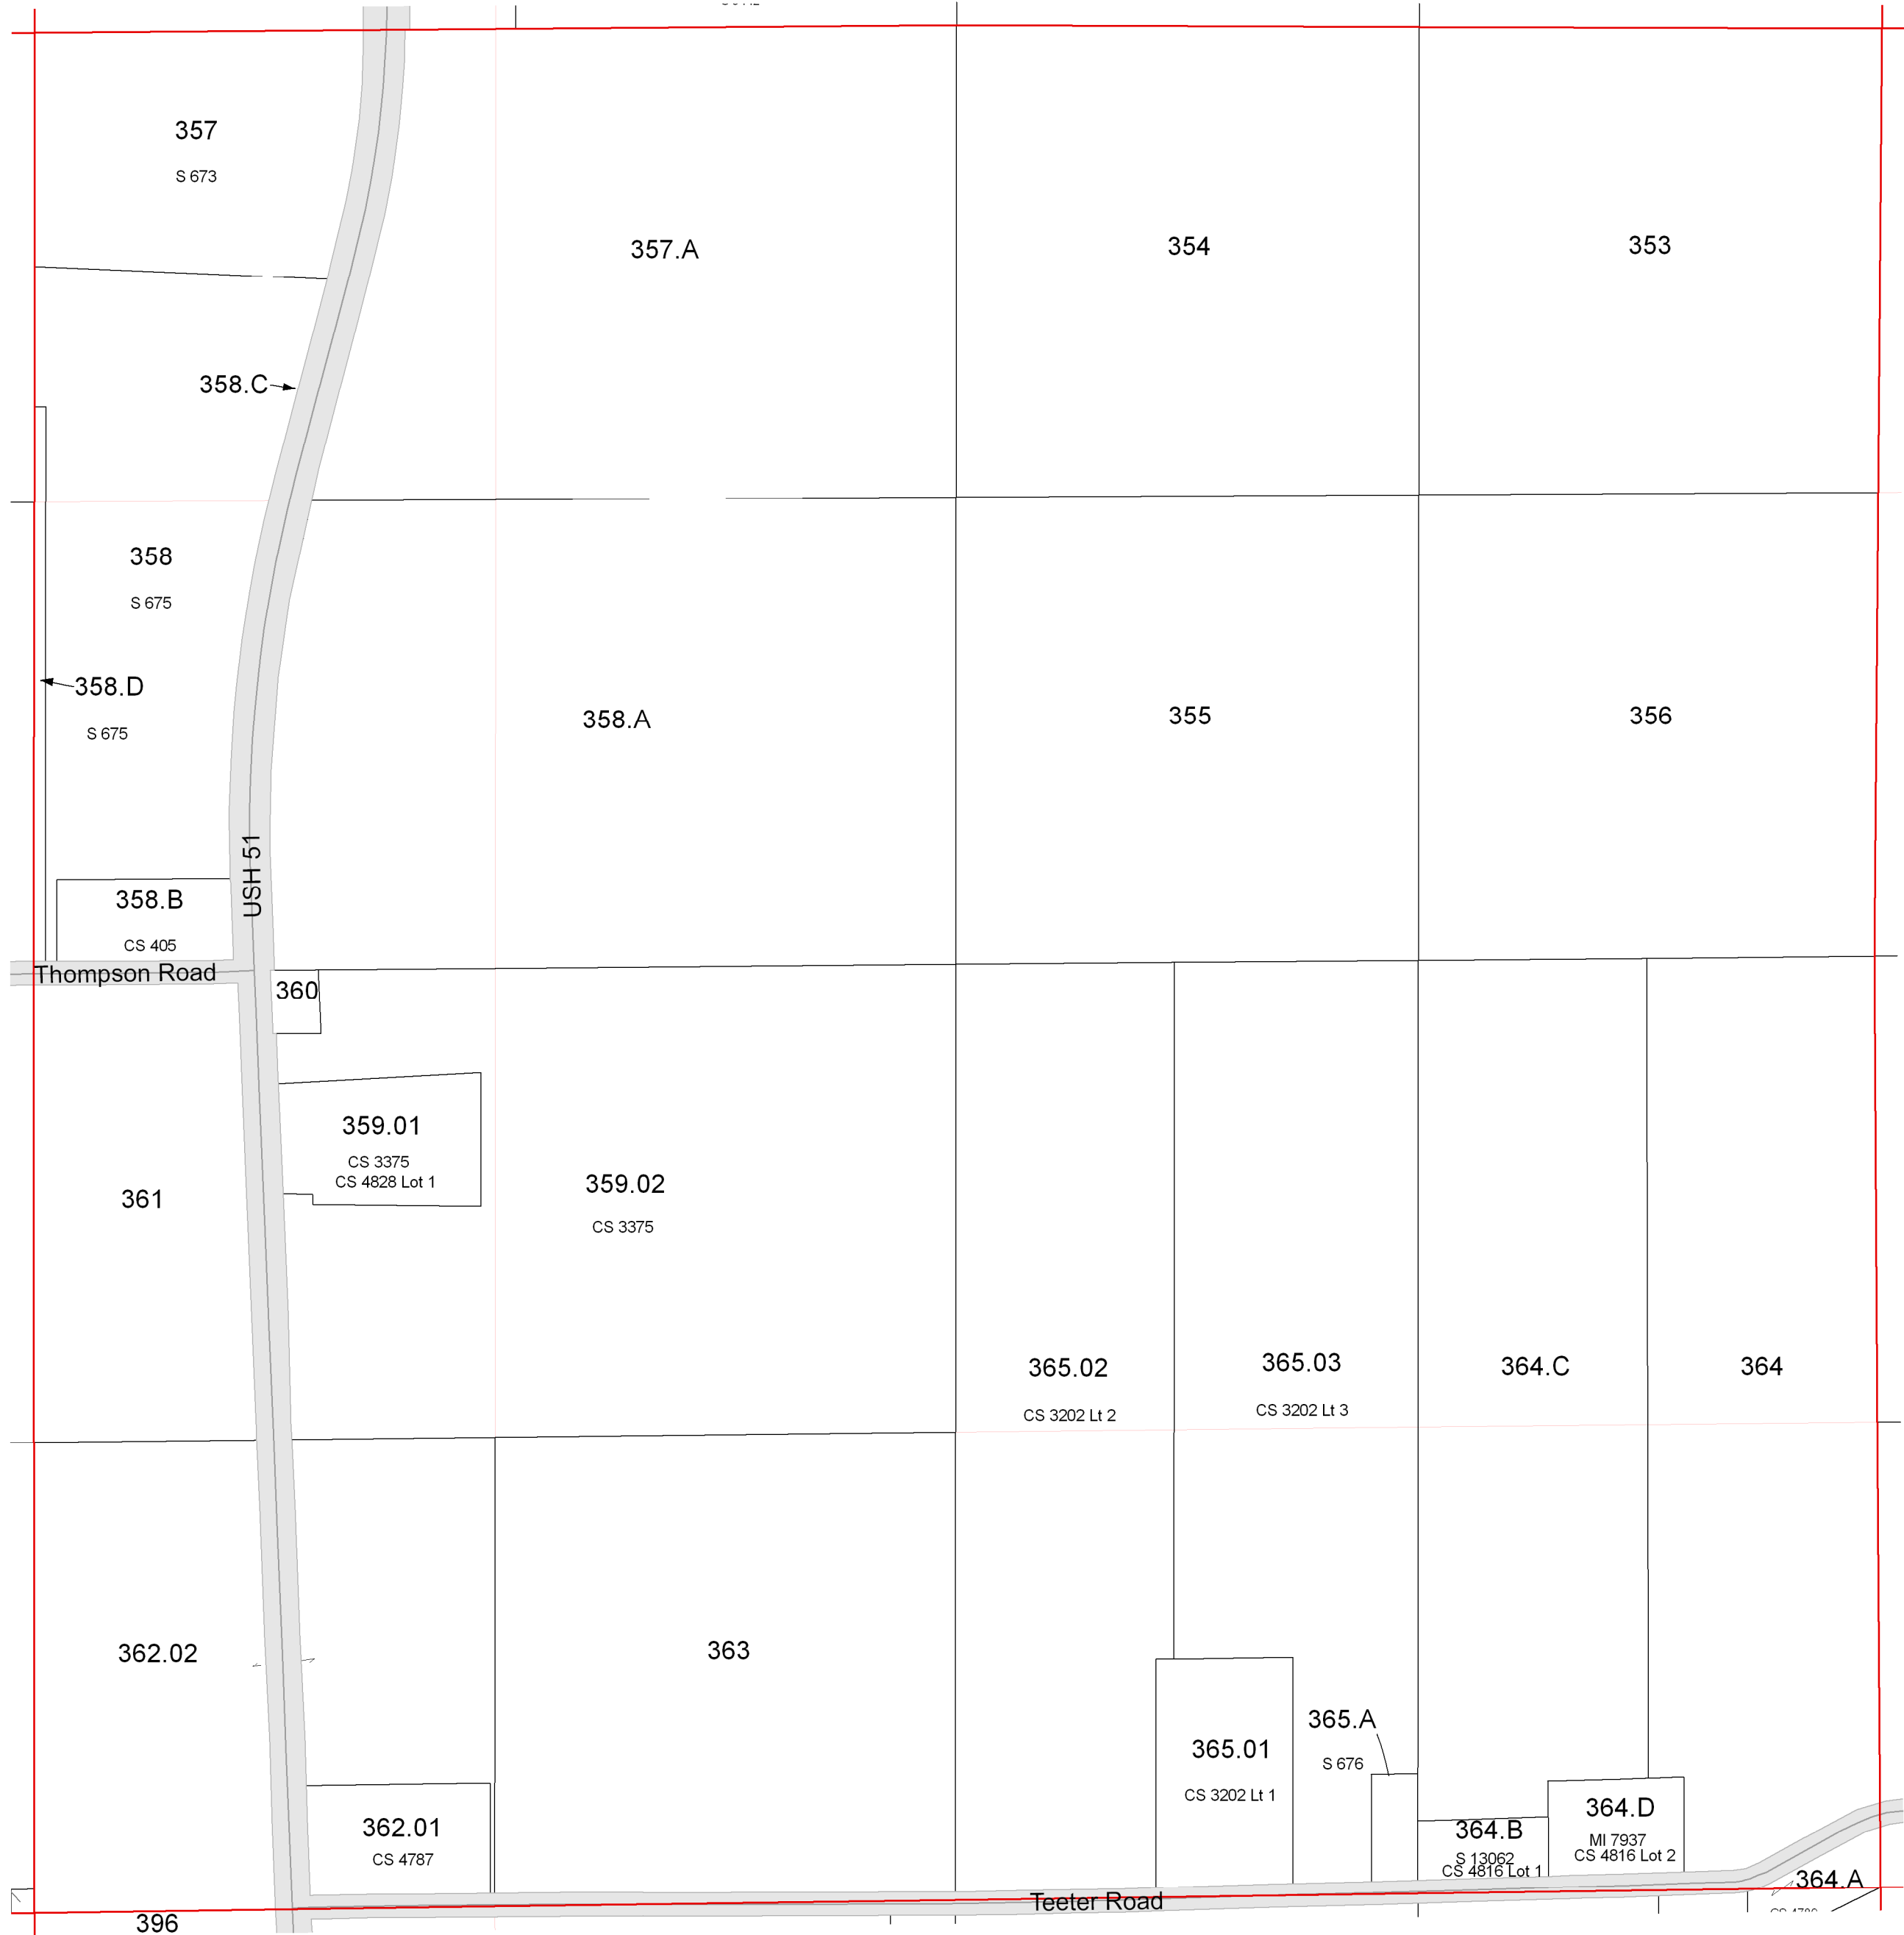 357
S 673
357.A
354
353
358.C
358
S 675
358.D
S 675
358.A
355
356
USH 51
358.B
CS 405
Thompson Road
360
359.01
CS 3375
CS 4828 Lot 1
361
359.02
CS 3375
365.02
CS 3202 Lt 2
365.03
CS 3202 Lt 3
364.C
364
362.02
363
365.01
CS 3202 Lt 1
365.A
S 676
362.01
CS 4787
364.B
S 13062
CS 4816 Lot 1
364.D
MI 7937
CS 4816 Lot 2
364.A
Teeter Road
396